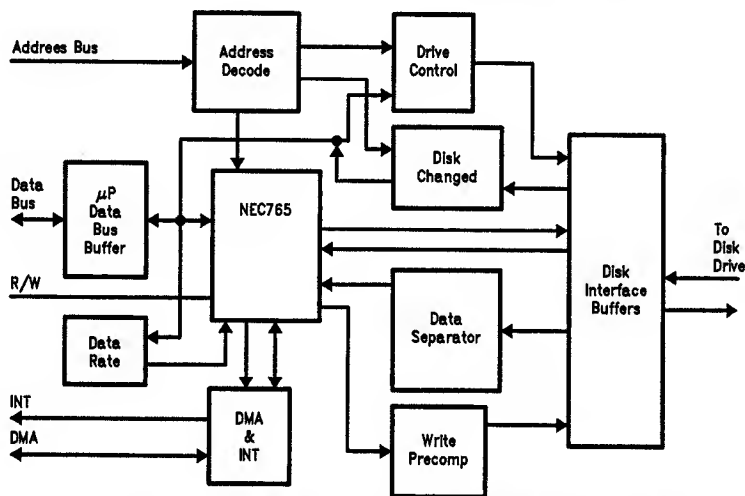 Addrees Bus
Address
Decode
Drive
Control
Disk
Changed
Data
Bus
μP
Data
Bus
Buffer
NEC765
To
Disk
Drive
R/W
Disk
Interface
Buffers
Data
Separator
Data
Rate
INT
DMA
DMA
&
INT
Write
Precomp